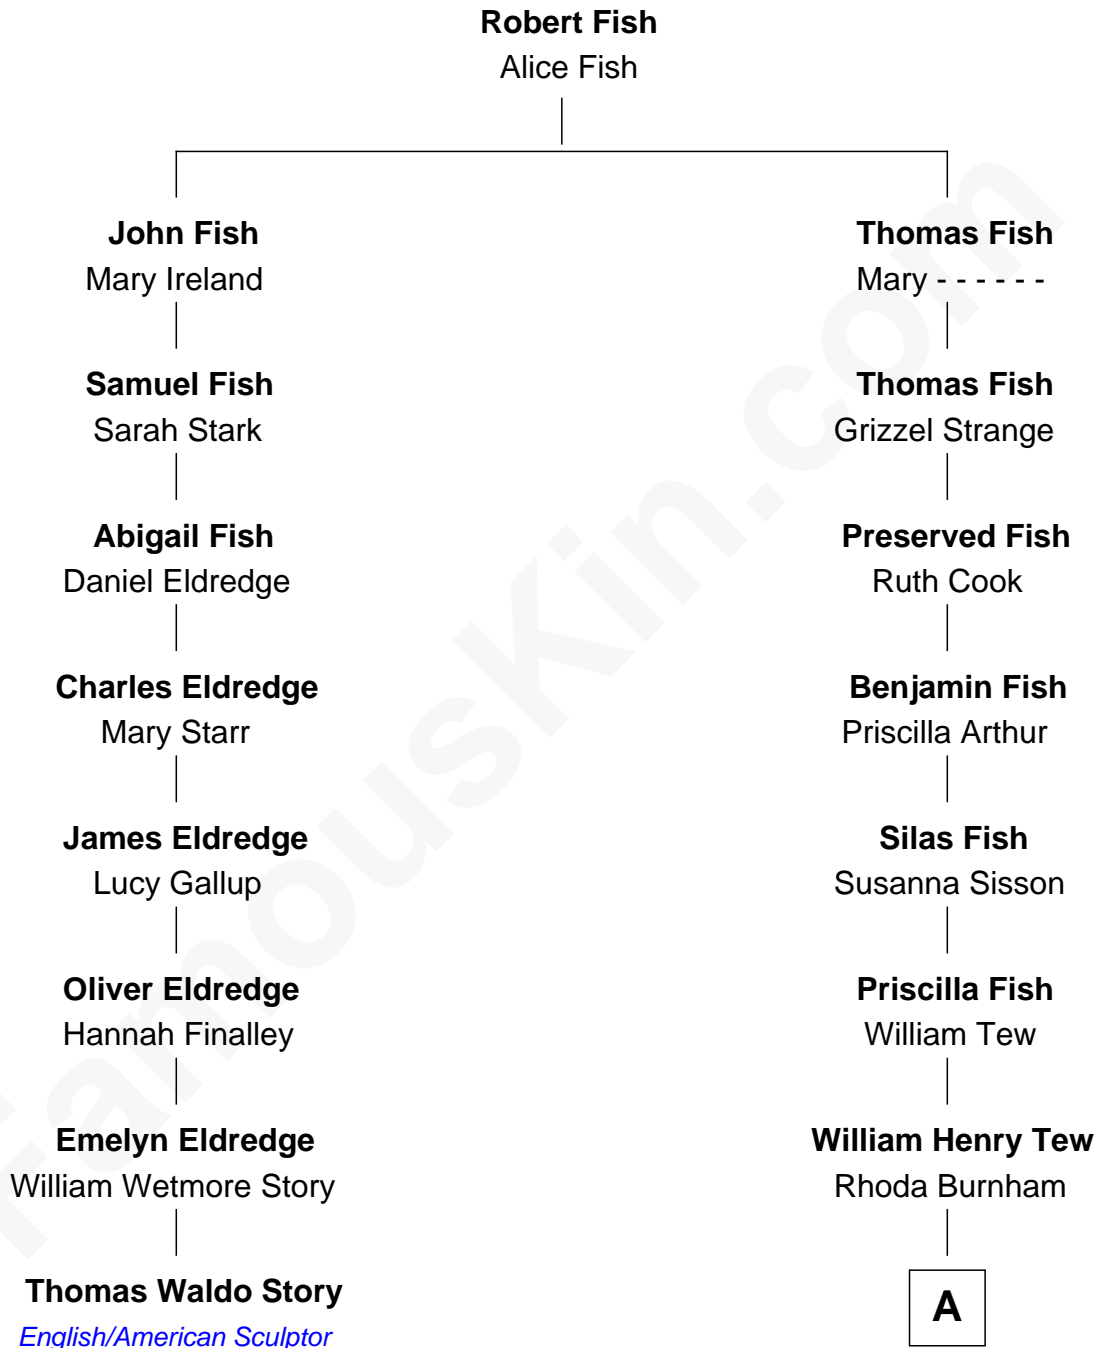 Robert Fish
Alice Fish
John Fish
Mary Ireland
Thomas Fish
Mary - - - - - -
Samuel Fish
Sarah Stark
Thomas Fish
Grizzel Strange
Abigail Fish
Daniel Eldredge
Preserved Fish
Ruth Cook
Charles Eldredge
Mary Starr
Benjamin Fish
Priscilla Arthur
James Eldredge
Lucy Gallup
Silas Fish
Susanna Sisson
Oliver Eldredge
Hannah Finalley
Priscilla Fish
William Tew
Emelyn Eldredge
William Wetmore Story
William Henry Tew
Rhoda Burnham
Thomas Waldo Story
English/American Sculptor
A
FamousKin.com